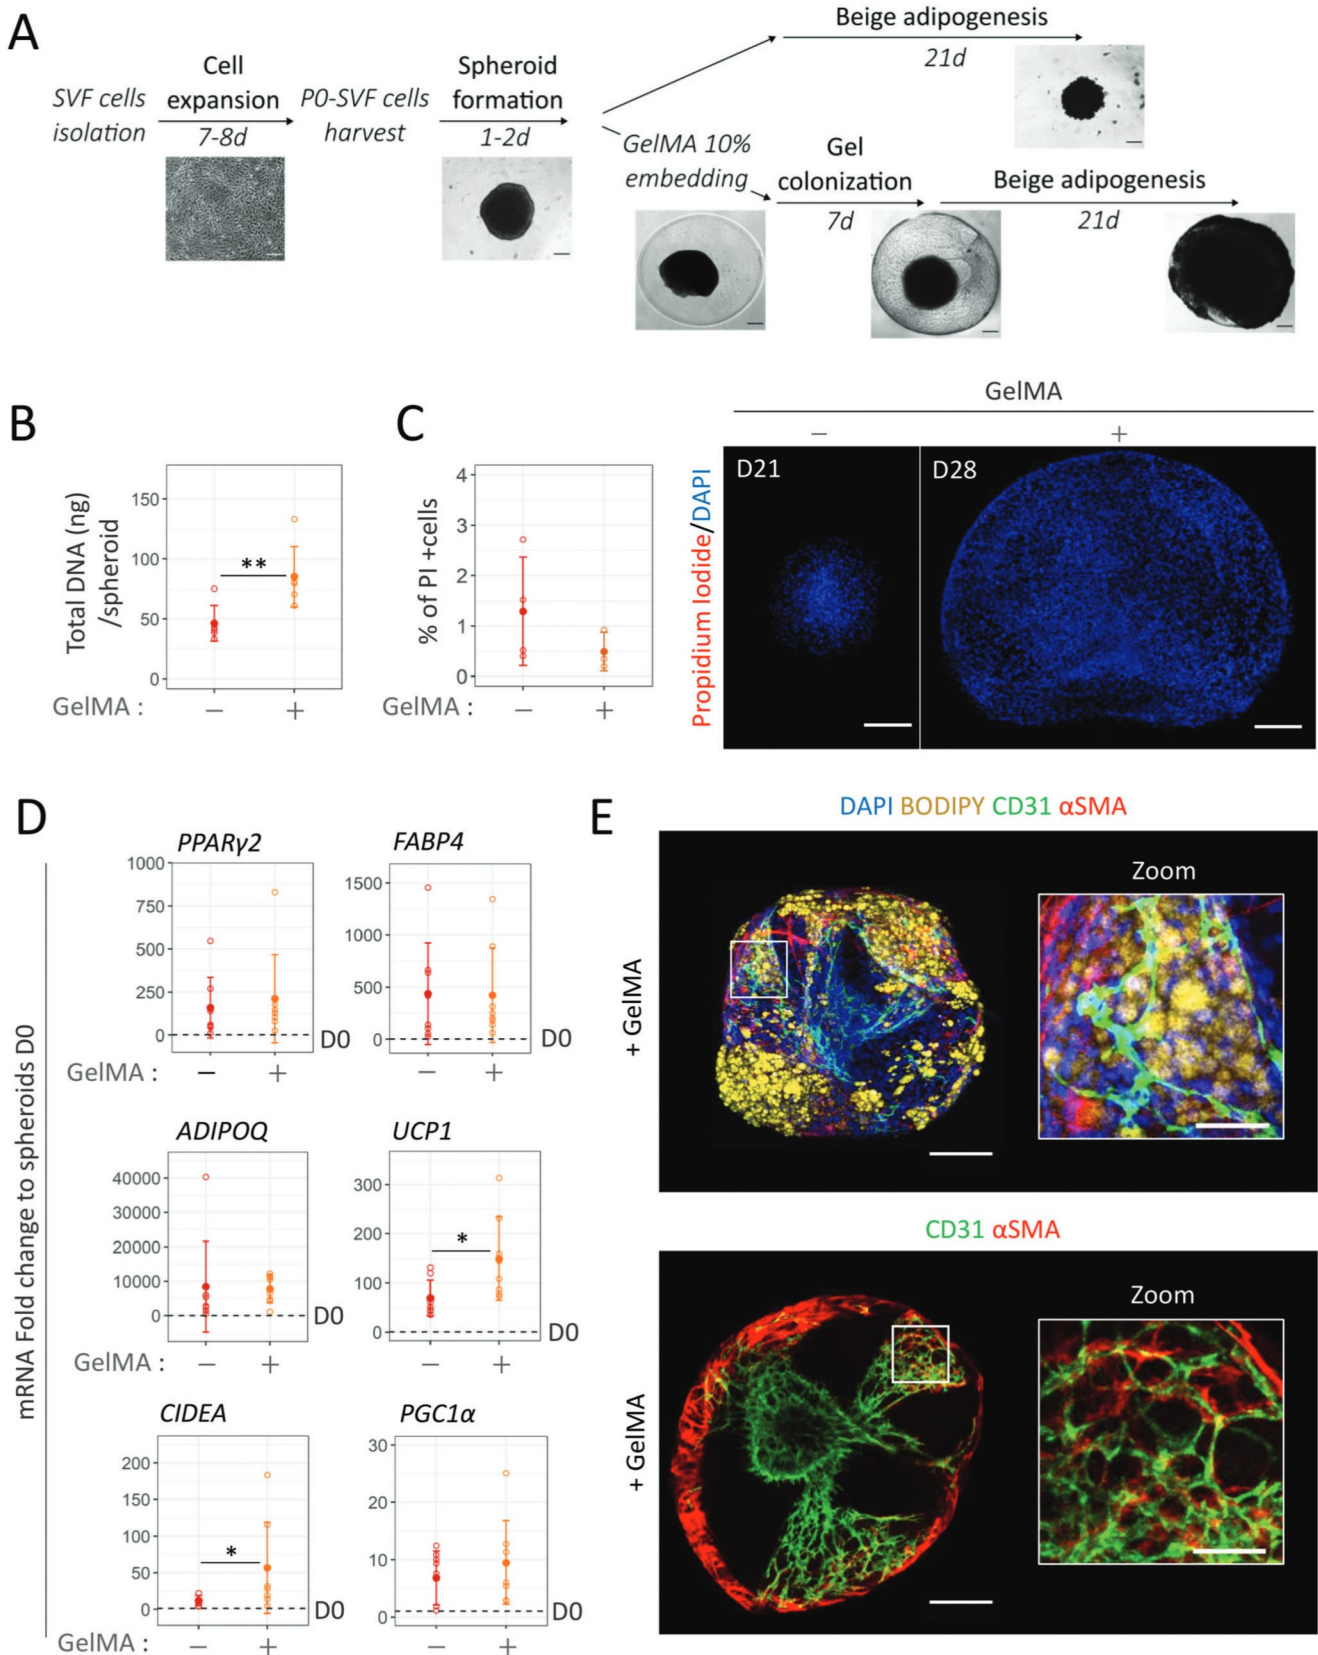 A
SVF cells
isolation
Cell
expansion
7-8d
P0-SVF cells
harvest
Spheroid
formation
1-2d
Beige adipogenesis
21d
GelMA 10%
embedding
Gel
colonization
7d
Beige adipogenesis
21d
B
Total DNA (ng)
/spheroid
150
100
50
0
**
GelMA :
–
+
C
% of PI +cells
4
3
2
1
0
GelMA :
–
+
GelMA
–
+
Propidium Iodide/DAPI
D21
D28
D
mRNA Fold change to spheroids D0
PPARγ2
1000
750
500
250
0
D0
GelMA :
–
+
FABP4
1500
1000
500
0
D0
–
+
ADIPOQ
40000
30000
20000
10000
0
D0
GelMA :
–
+
UCP1
300
200
100
0
*
D0
–
+
CIDEA
200
150
100
50
0
*
D0
GelMA :
–
+
PGC1α
30
20
10
0
D0
–
+
E
DAPI BODIPY CD31 αSMA
+ GelMA
Zoom
CD31 αSMA
+ GelMA
Zoom